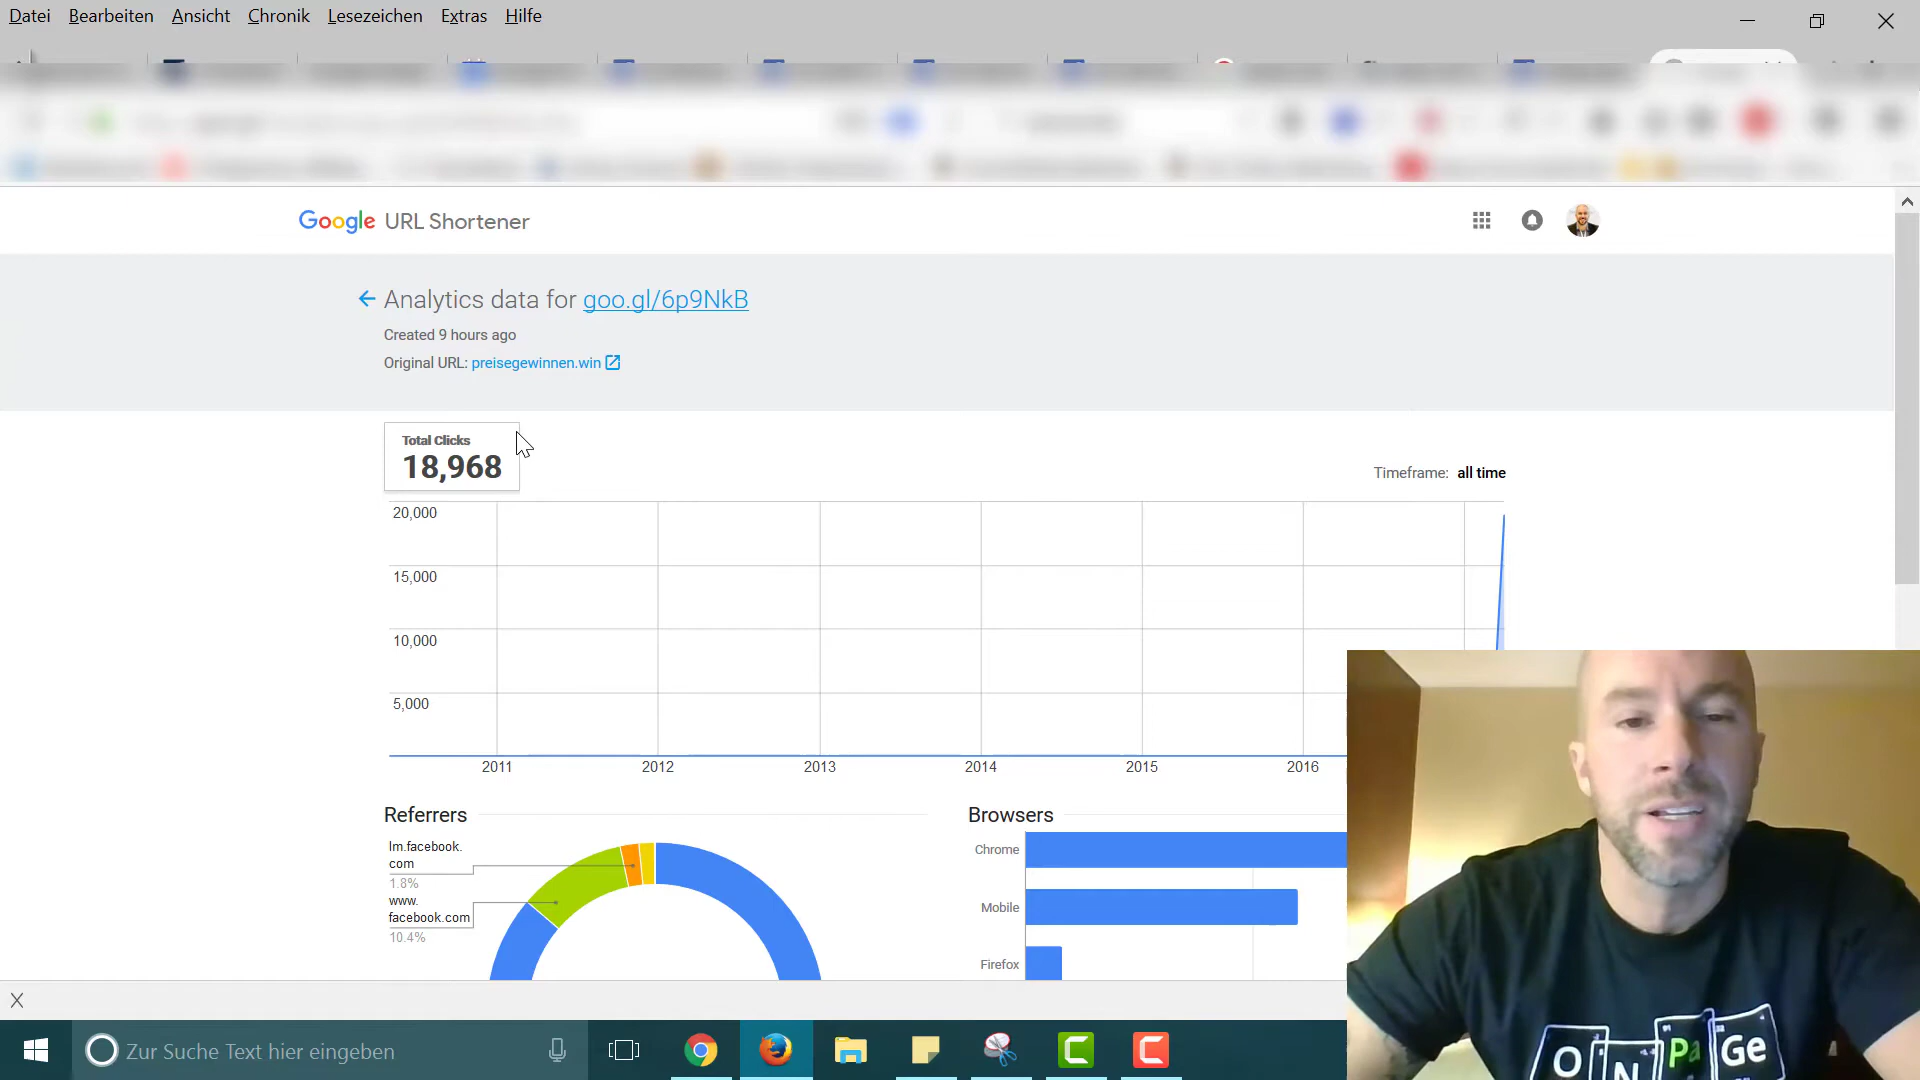 Datei Bearbeiten Ansicht Chronik Lesezeichen Extras Hilfe
Google URL Shortener
Analytics data for goo.gl/6p9NkB
Created 9 hours ago
Original URL: preisegewinnen.win
Total Clicks
18,968
Timeframe: all time
20,000
15,000
10,000
5,000
2011 2012 2013 2014 2015 2016
Referrers
lm.facebook.
com
1.8%
www.
facebook.com
10.4%
Browsers
Chrome
Mobile
Firefox
ONPaGe
Zur Suche Text hier eingeben